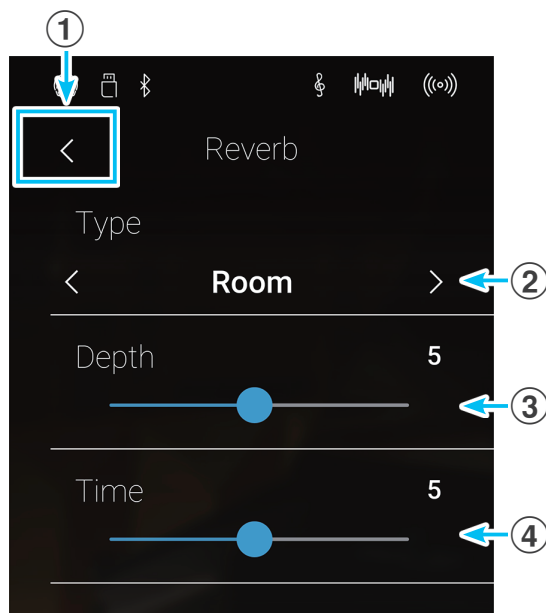 ①
Reverb
Type
Room
②
Depth 5
③
Time 5
④